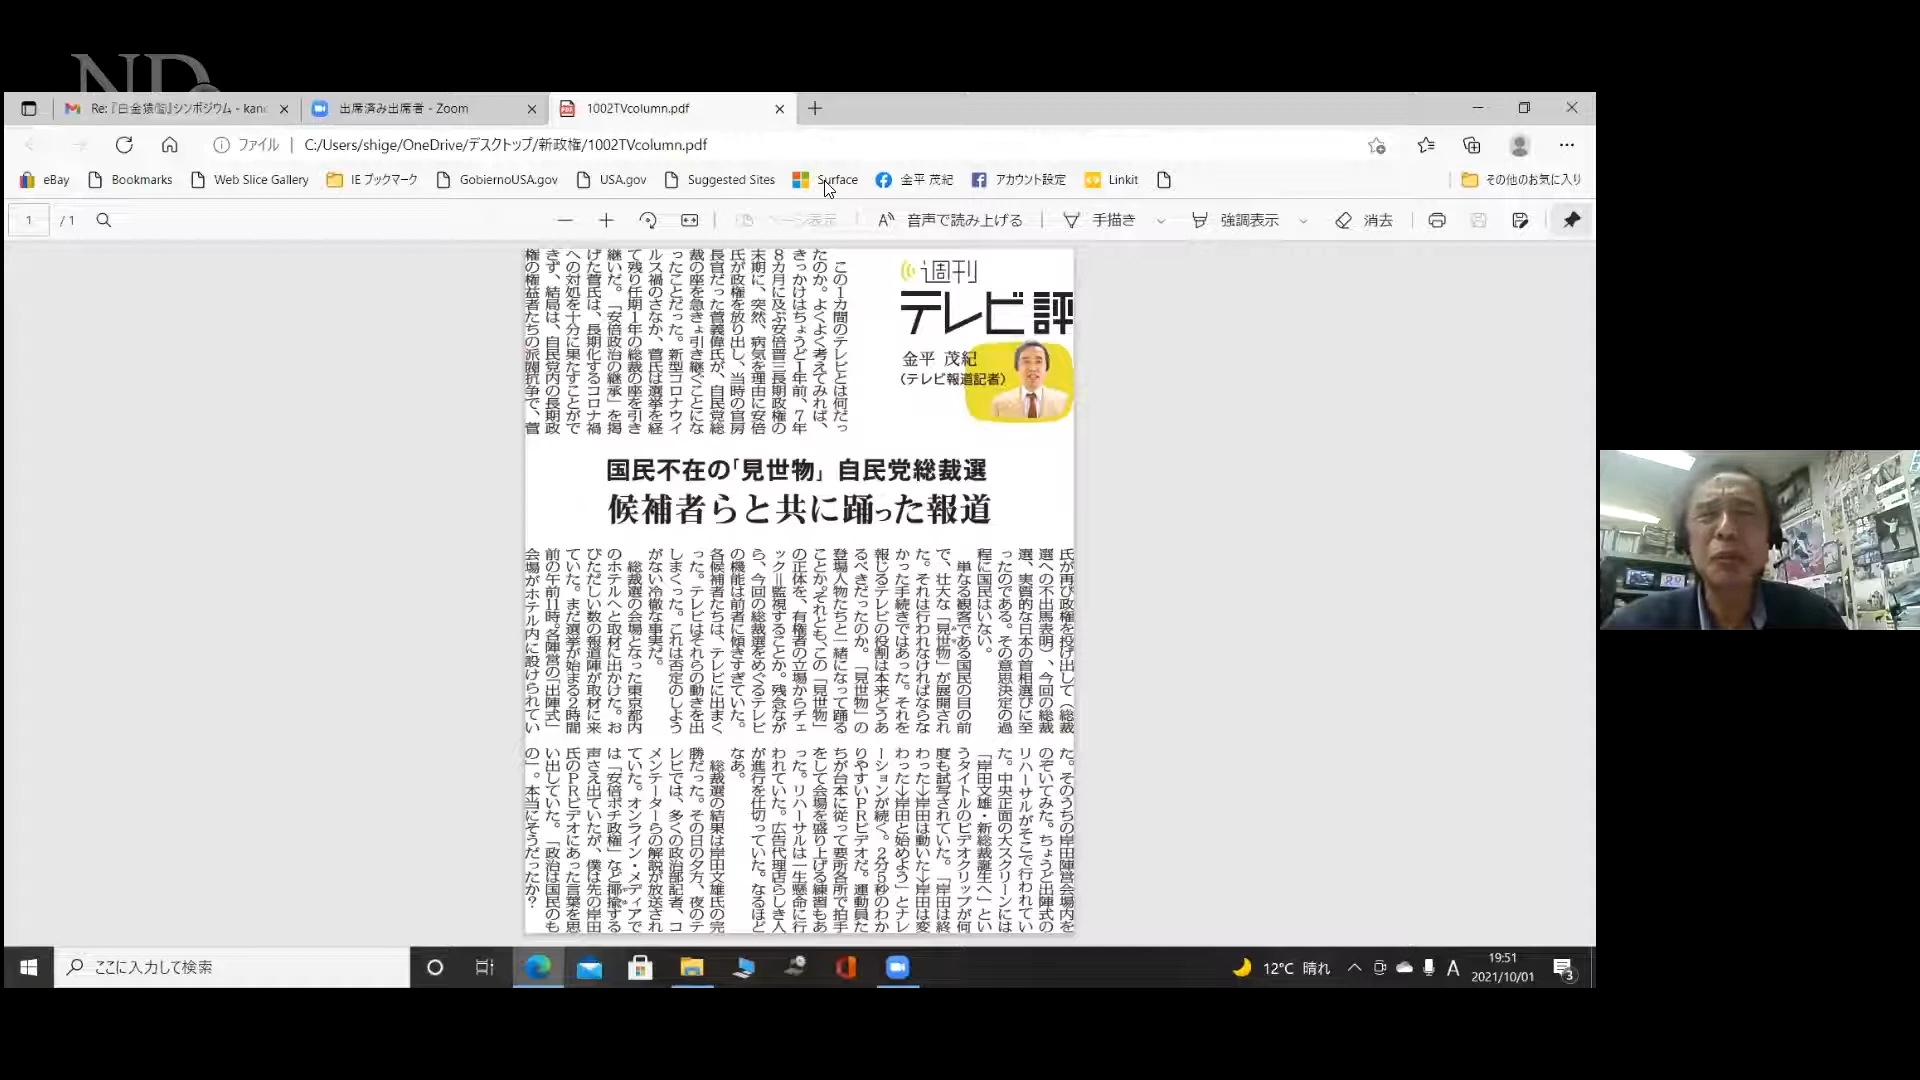 ND
Re:『白金猿膓』シンポジウム - kan
出席済み出席者 - Zoom
1002TVcolumn.pdf
ファイル
C:/Users/shige/OneDrive/デスクトップ/新政権/1002TVcolumn.pdf
eBay
Bookmarks
Web Slice Gallery
IE ブックマーク
GobiernoUSA.gov
USA.gov
Suggested Sites
Surface
金平 茂紀
アカウント設定
Linkit
その他のお気に入り
1
/ 1
ページ表示
音声で読み上げる
手描き
強調表示
消去
週刊
テレビ評
金平 茂紀
(テレビ報道記者)
この1カ間のテレビとは何だっ
たのか。よくよく考えてみれば、
きっかけはちょうど1年前、7年
8カ月に及ぶ安倍晋三長期政権の
末期に、突然、病気を理由に安倍
氏が政権を放り出し、当時の官房
長官だった菅義偉氏が、自民党総
裁の座を急きょ引き継ぐことにな
ったことだった。新型コロナウイ
ルス禍のさなか、菅氏は選挙を経
て残り任期1年の総裁の座を引き
継いだ。「安倍政治の継承」を掲
げた菅氏は、長期化するコロナ禍
への対処を十分に果たすことがで
きず、結局は、自民党内の長期政
権の権益者たちの派閥抗争で、菅
国民不在の「見世物」自民党総裁選
候補者らと共に踊った報道
氏が再び政権を投げ出して(総裁
選への不出馬表明)、今回の総裁
選、実質的な日本の首相選びに至
ったのである。その意思決定の過
程に国民はいない。
単なる観客である国民の目の前
で、壮大な「見世物」が展開され
た。それは行われなければならな
かった手続きではあった。それを
報じるテレビの役割は本来どうあ
るべきだったのか。「見世物」の
登場人物たちと一緒になって踊る
ことか。それとも、この「見世物」
の正体を、有権者の立場からチェ
ック=監視することか。残念なが
ら、今回の総裁選をめぐるテレビ
の機能は前者に傾きすぎていた。
各候補者たちは、テレビに出まく
った。テレビはそれらの動きを出
しまくった。これは否定のしよう
がない冷徹な事実だ。
総裁選の会場となった東京都内
のホテルへと取材に出かけた。お
びただしい数の報道陣が取材に来
ていた。まだ選挙が始まる2時間
前の午前11時。各陣営の「出陣式」
会場がホテル内に設けられてい
た。そのうちの岸田陣営会場内を
のぞいてみた。ちょうど出陣式の
リハーサルがそこで行われてい
た。中央正面の大スクリーンには
「岸田文雄・新総裁誕生へ」とい
うタイトルのビデオクリップが何
度も試写されていた。「岸田は終
わった→岸田は動いた→岸田は変
わった→岸田と始めよう」とナレ
ーションが続く。2分5秒のわか
りやすいPRビデオだ。運動員た
ちが台本に従って要所各所で拍手
をして会場を盛り上げる練習もあ
った。リハーサルは一生懸命に行
われていた。広告代理店らしき人
が進行を仕切っていた。なるほど
なあ。
総裁選の結果は岸田文雄氏の完
勝だった。その日の夕方、夜のテ
レビでは、多くの政治部記者、コ
メンテーターらの解説が放送され
ていた。オンライン・メディアで
は「安倍ポチ政権」など揶揄する
声さえ出ていたが、僕は先の岸田
氏のPRビデオにあった言葉を思
い出していた。「政治は国民のも
の」。本当にそうだったか?
ここに入力して検索
12°C 晴れ
A
19:51
2021/10/01
3